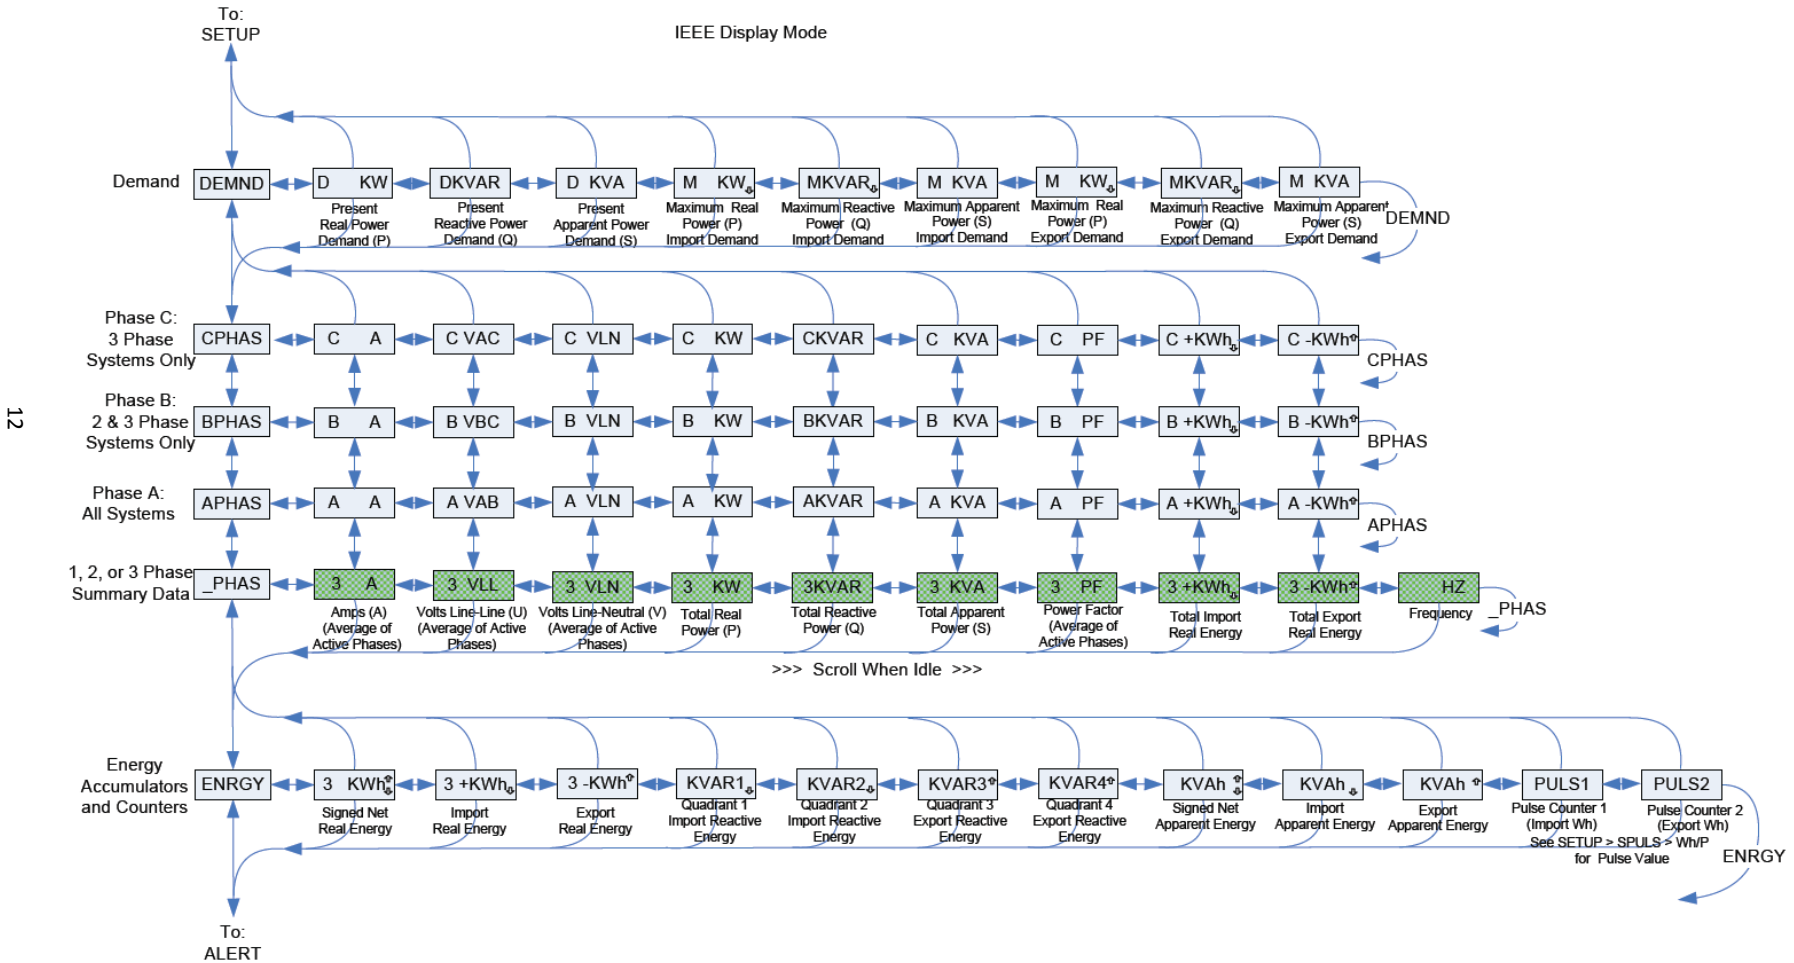 To:
SETUP
IEEE Display Mode
Demand
DEMND
D KW
DKVAR
D KVA
M KW
MKVAR
M KVA
M KW
MKVAR
M KVA
Present
Real Power
Demand (P)
Present
Reactive Power
Demand (Q)
Present
Apparent Power
Demand (S)
Maximum Real
Power (P)
Import Demand
Maximum Reactive
Power (Q)
Import Demand
Maximum Apparent
Power (S)
Import Demand
Maximum Real
Power (P)
Export Demand
Maximum Reactive
Power (Q)
Export Demand
Maximum Apparent
Power (S)
Export Demand
DEMND
Phase C:
3 Phase
Systems Only
CPHAS
C A
C VAC
C VLN
C KW
CKVAR
C KVA
C PF
C +KWh
C -KWh
CPHAS
12
Phase B:
2 & 3 Phase
Systems Only
BPHAS
B A
B VBC
B VLN
B KW
BKVAR
B KVA
B PF
B +KWh
B -KWh
BPHAS
Phase A:
All Systems
APHAS
A A
A VAB
A VLN
A KW
AKVAR
A KVA
A PF
A +KWh
A -KWh
APHAS
1, 2, or 3 Phase
Summary Data
_PHAS
3 A
3 VLL
3 VLN
3 KW
3KVAR
3 KVA
3 PF
3 +KWh
3 -KWh
HZ
_PHAS
Amps (A)
(Average of
Active Phases)
Volts Line-Line (U)
(Average of Active
Phases)
Volts Line-Neutral (V)
(Average of Active
Phases)
Total Real
Power (P)
Total Reactive
Power (Q)
Total Apparent
Power (S)
Power Factor
(Average of
Active Phases)
Total Import
Real Energy
Total Export
Real Energy
Frequency
>>> Scroll When Idle >>>
Energy
Accumulators
and Counters
ENRGY
3 KWh
3 +KWh
3 -KWh
KVAR1
KVAR2
KVAR3
KVAR4
KVAh
KVAh
KVAh
PULS1
PULS2
Signed Net
Real Energy
Import
Real Energy
Export
Real Energy
Quadrant 1
Import Reactive
Energy
Quadrant 2
Import Reactive
Energy
Quadrant 3
Export Reactive
Energy
Quadrant 4
Export Reactive
Energy
Signed Net
Apparent Energy
Import
Apparent Energy
Export
Apparent Energy
Pulse Counter 1
(Import Wh)
Pulse Counter 2
(Export Wh)
See SETUP > SPULS > Wh/P
for Pulse Value
ENRGY
To:
ALERT